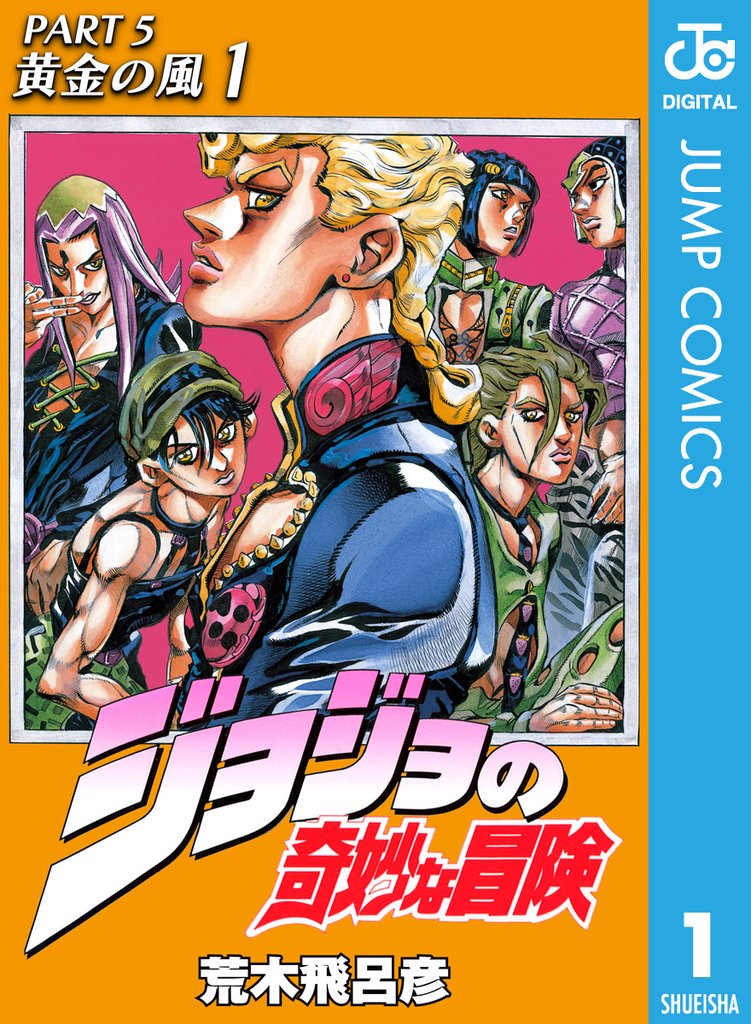 PART 5
黄金の風 1
ジョジョの
奇妙な冒険
荒木飛呂彦
JC
DIGITAL
JUMP COMICS
1
SHUEISHA